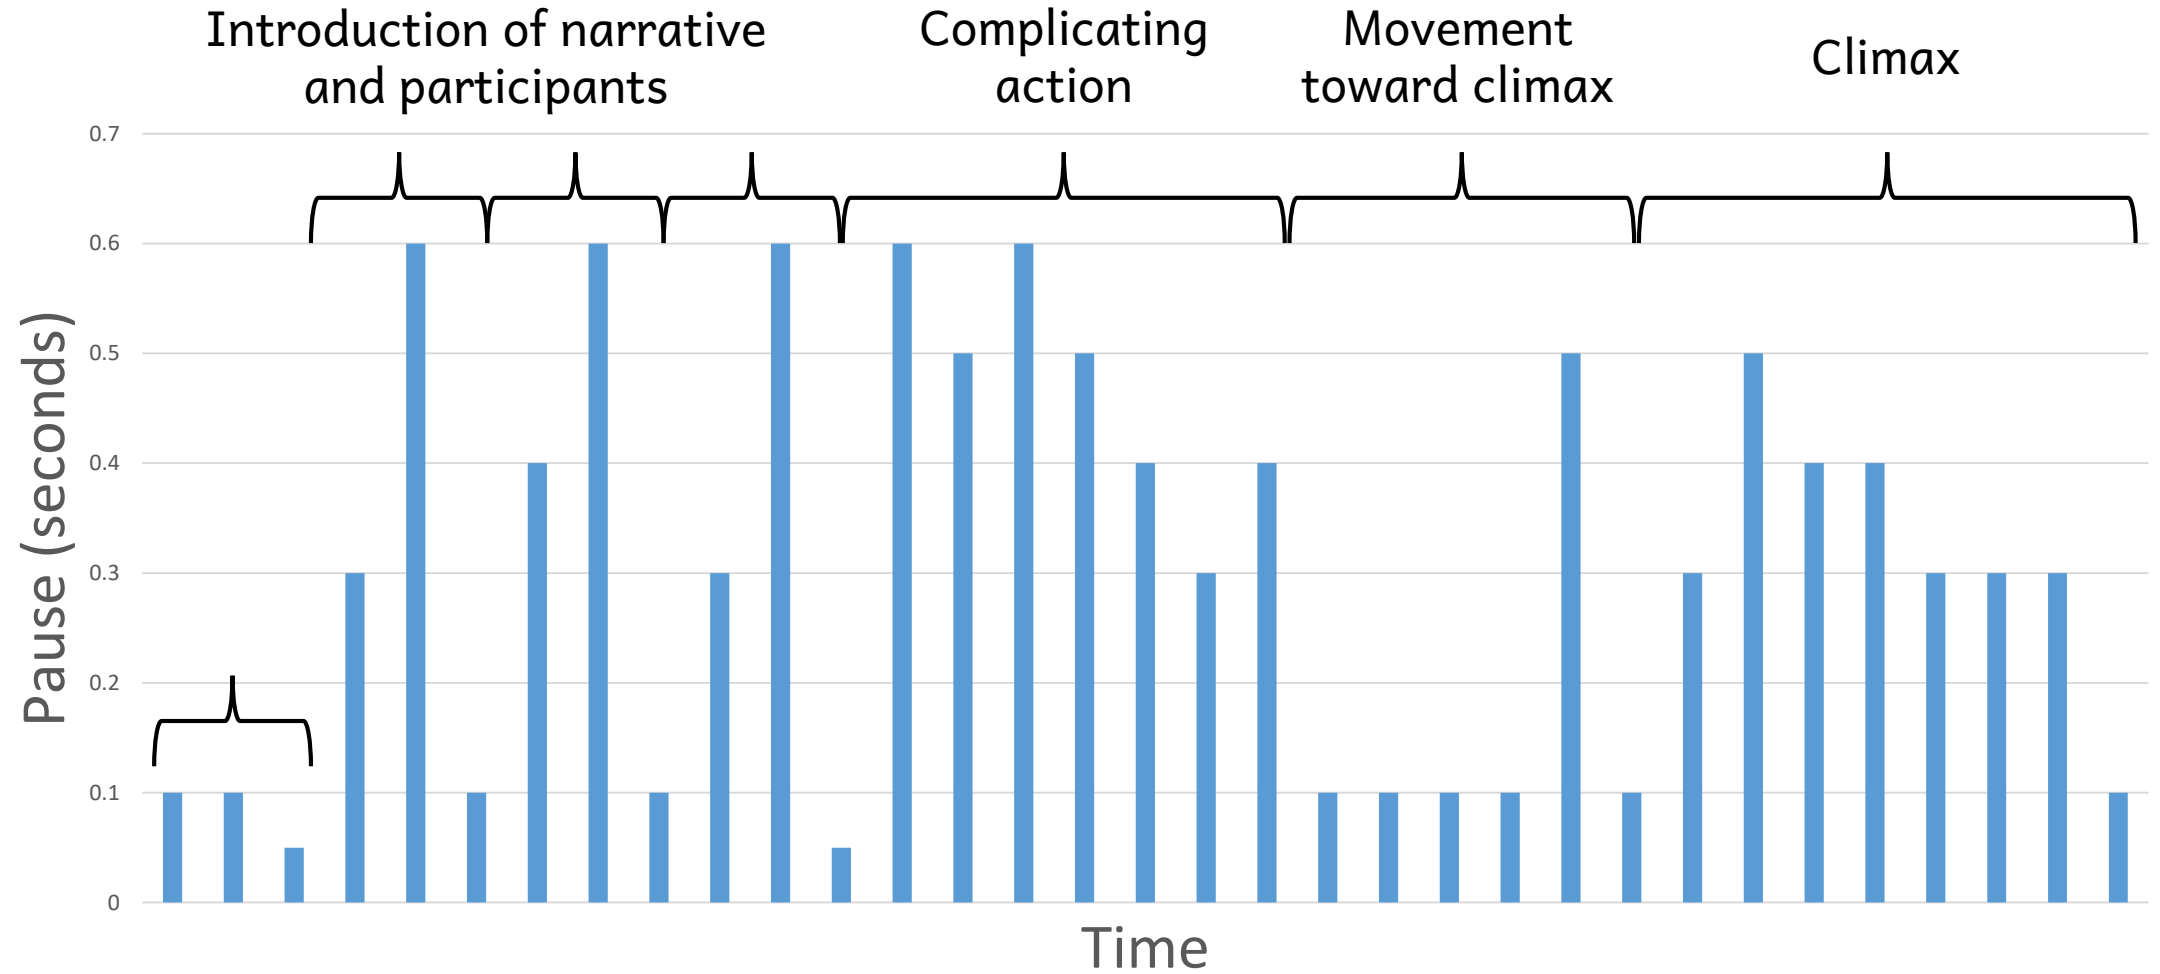 Introduction of narrative
and participants
Complicating
action
Movement
toward climax
Climax
0.7
0.6
0.5
0.4
0.3
0.2
0.1
0
Pause (seconds)
Time